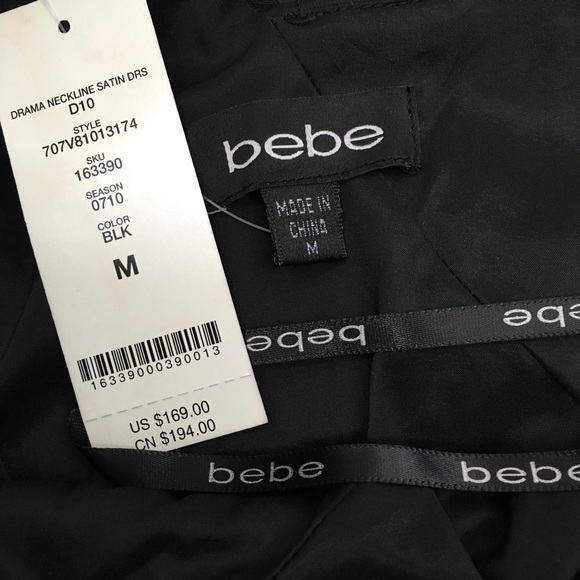 DRAMA NECKLINE SATIN DRS
D10
STYLE
707V81013174
SKU
163390
SEASON
0710
COLOR
BLK
M
16339000390013
US $169.00
CN $194.00
bebe
MADE IN
CHINA
M
bebe
bebe
bebe
bebe